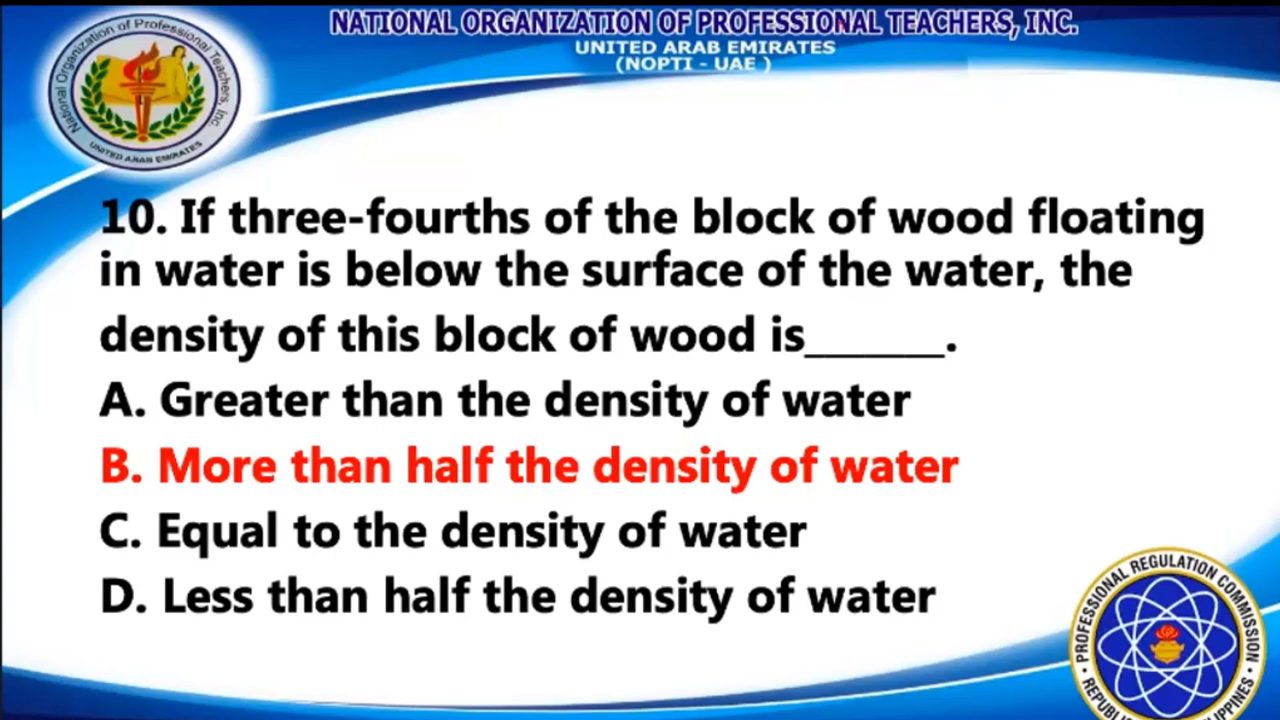 NATIONAL ORGANIZATION OF PROFESSIONAL TEACHERS, INC.
UNITED ARAB EMIRATES
(NOPTI - UAE )
National Organization of Professional Teachers, Inc
UNITED ARAB EMIRATES
10. If three-fourths of the block of wood floating
in water is below the surface of the water, the
density of this block of wood is______.
A. Greater than the density of water
B. More than half the density of water
C. Equal to the density of water
D. Less than half the density of water
PROFESSIONAL REGULATION COMMISSION